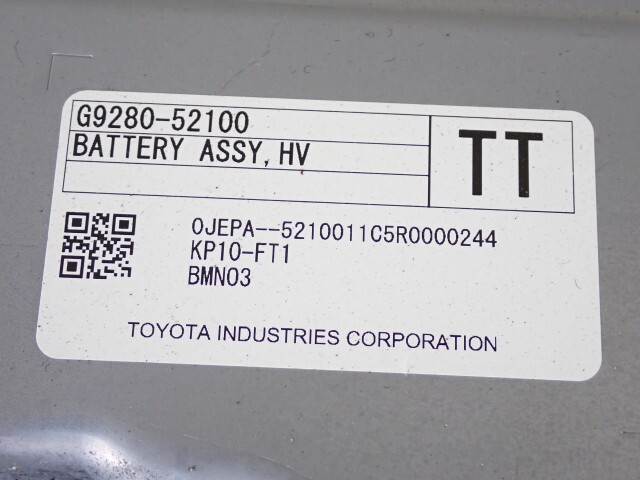 G9280-52100
BATTERY ASSY, HV
TT
0JEPA--5210011C5R0000244
KP10-FT1
BMN03
TOYOTA INDUSTRIES CORPORATION